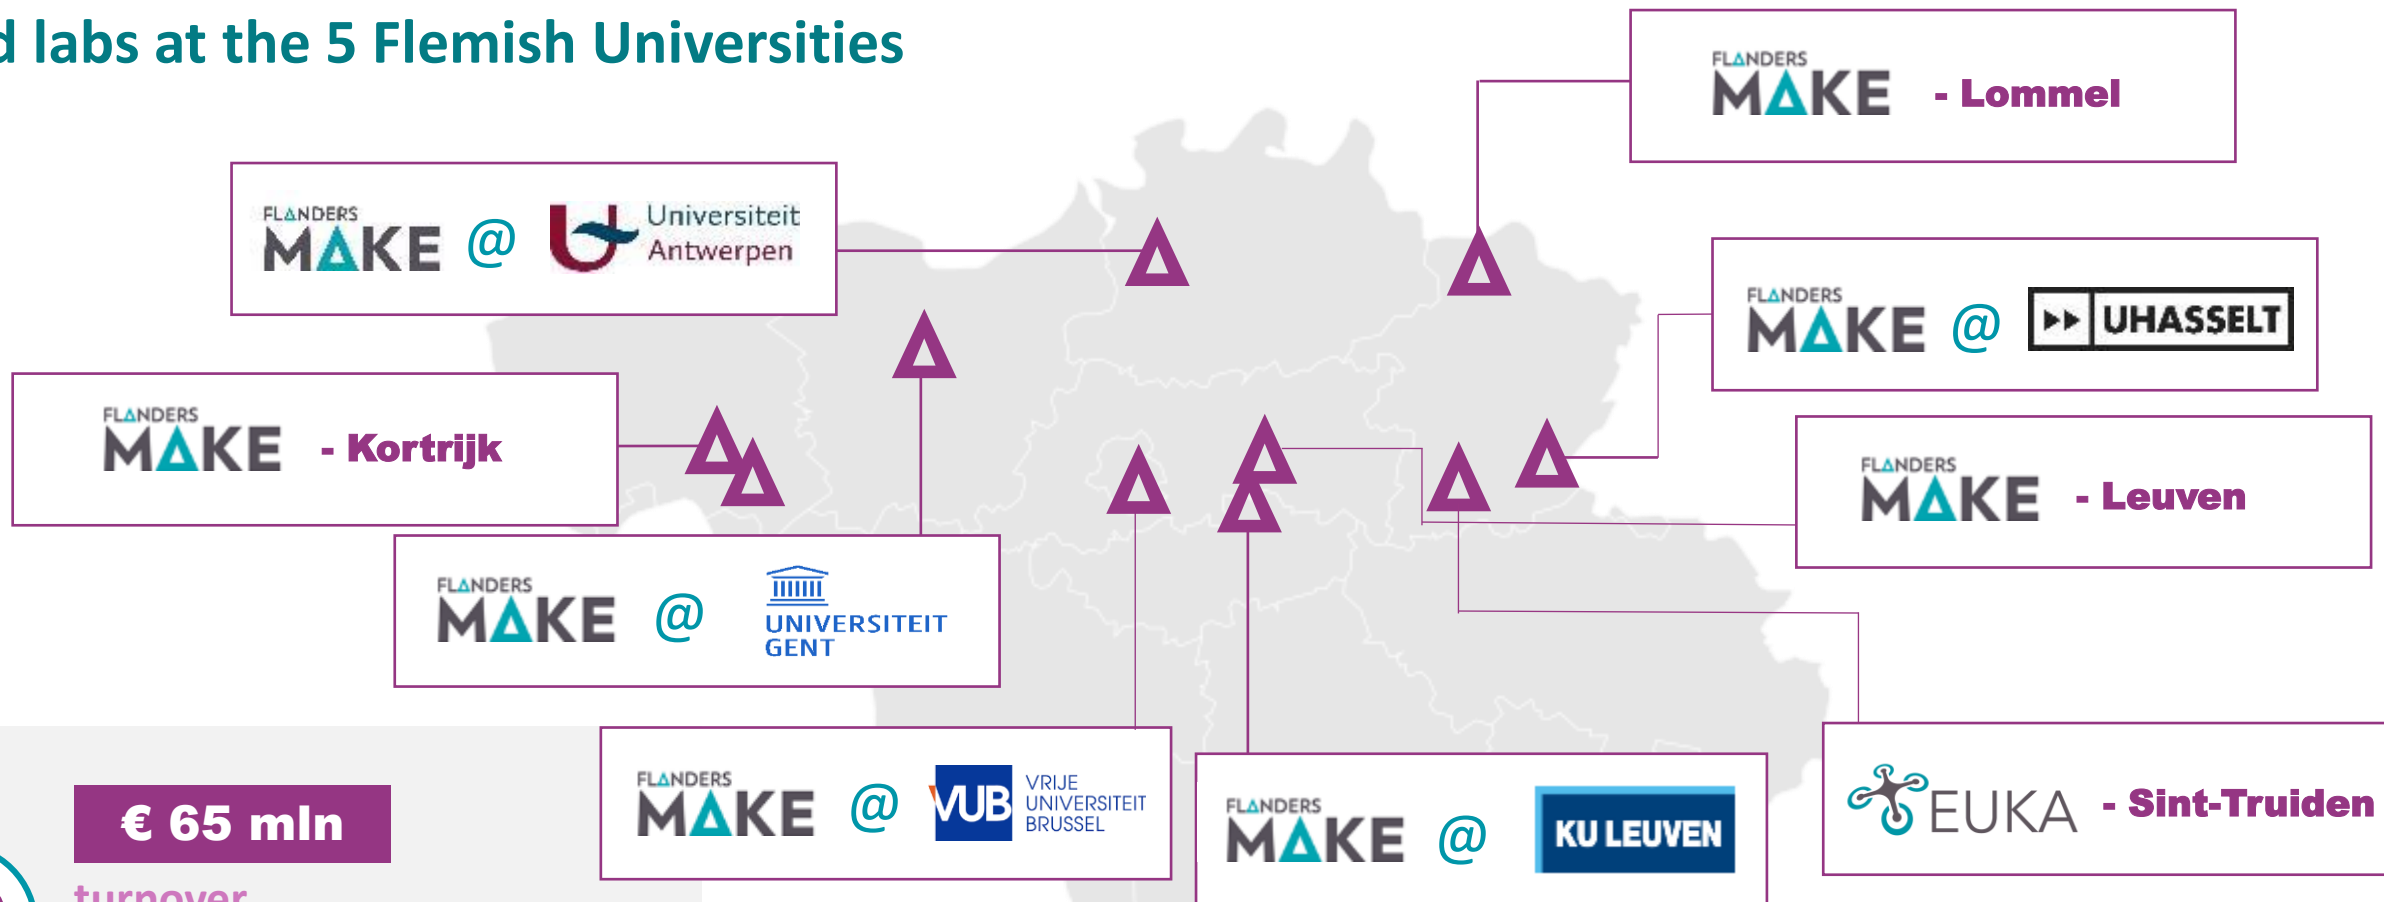 d labs at the 5 Flemish Universities
FLANDERS
MAKE - Lommel
FLANDERS
MAKE @ Universiteit
Antwerpen
FLANDERS
MAKE @ UHASSELT
FLANDERS
MAKE - Kortrijk
FLANDERS
MAKE - Leuven
FLANDERS
MAKE @ UNIVERSITEIT
GENT
FLANDERS
MAKE @ VUB VRIJE
UNIVERSITEIT
BRUSSEL
FLANDERS
MAKE @ KU LEUVEN
EUKA - Sint-Truiden
€ 65 mln
turnover